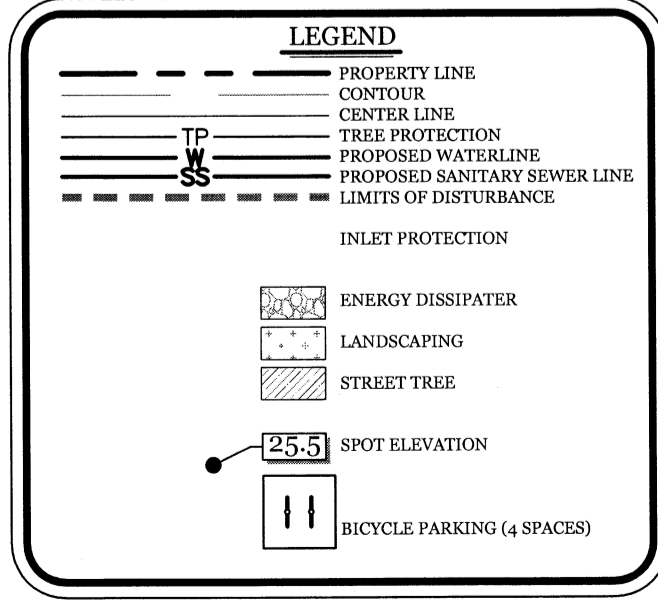 LEGEND
PROPERTY LINE
CONTOUR
CENTER LINE
TP TREE PROTECTION
W PROPOSED WATERLINE
SS PROPOSED SANITARY SEWER LINE
LIMITS OF DISTURBANCE
INLET PROTECTION
ENERGY DISSIPATER
LANDSCAPING
STREET TREE
25.5 SPOT ELEVATION
BICYCLE PARKING (4 SPACES)